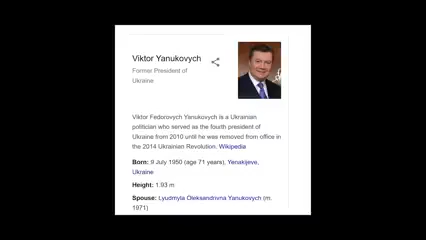 Viktor Yanukovych
Former President of
Ukraine
Viktor Fedorovych Yanukovych is a Ukrainian
politician who served as the fourth president of
Ukraine from 2010 until he was removed from office in
the 2014 Ukrainian Revolution. Wikipedia
Born: 9 July 1950 (age 71 years), Yenakijeve,
Ukraine
Height: 1.93 m
Spouse: Lyudmyla Oleksandrivna Yanukovych (m.
1971)